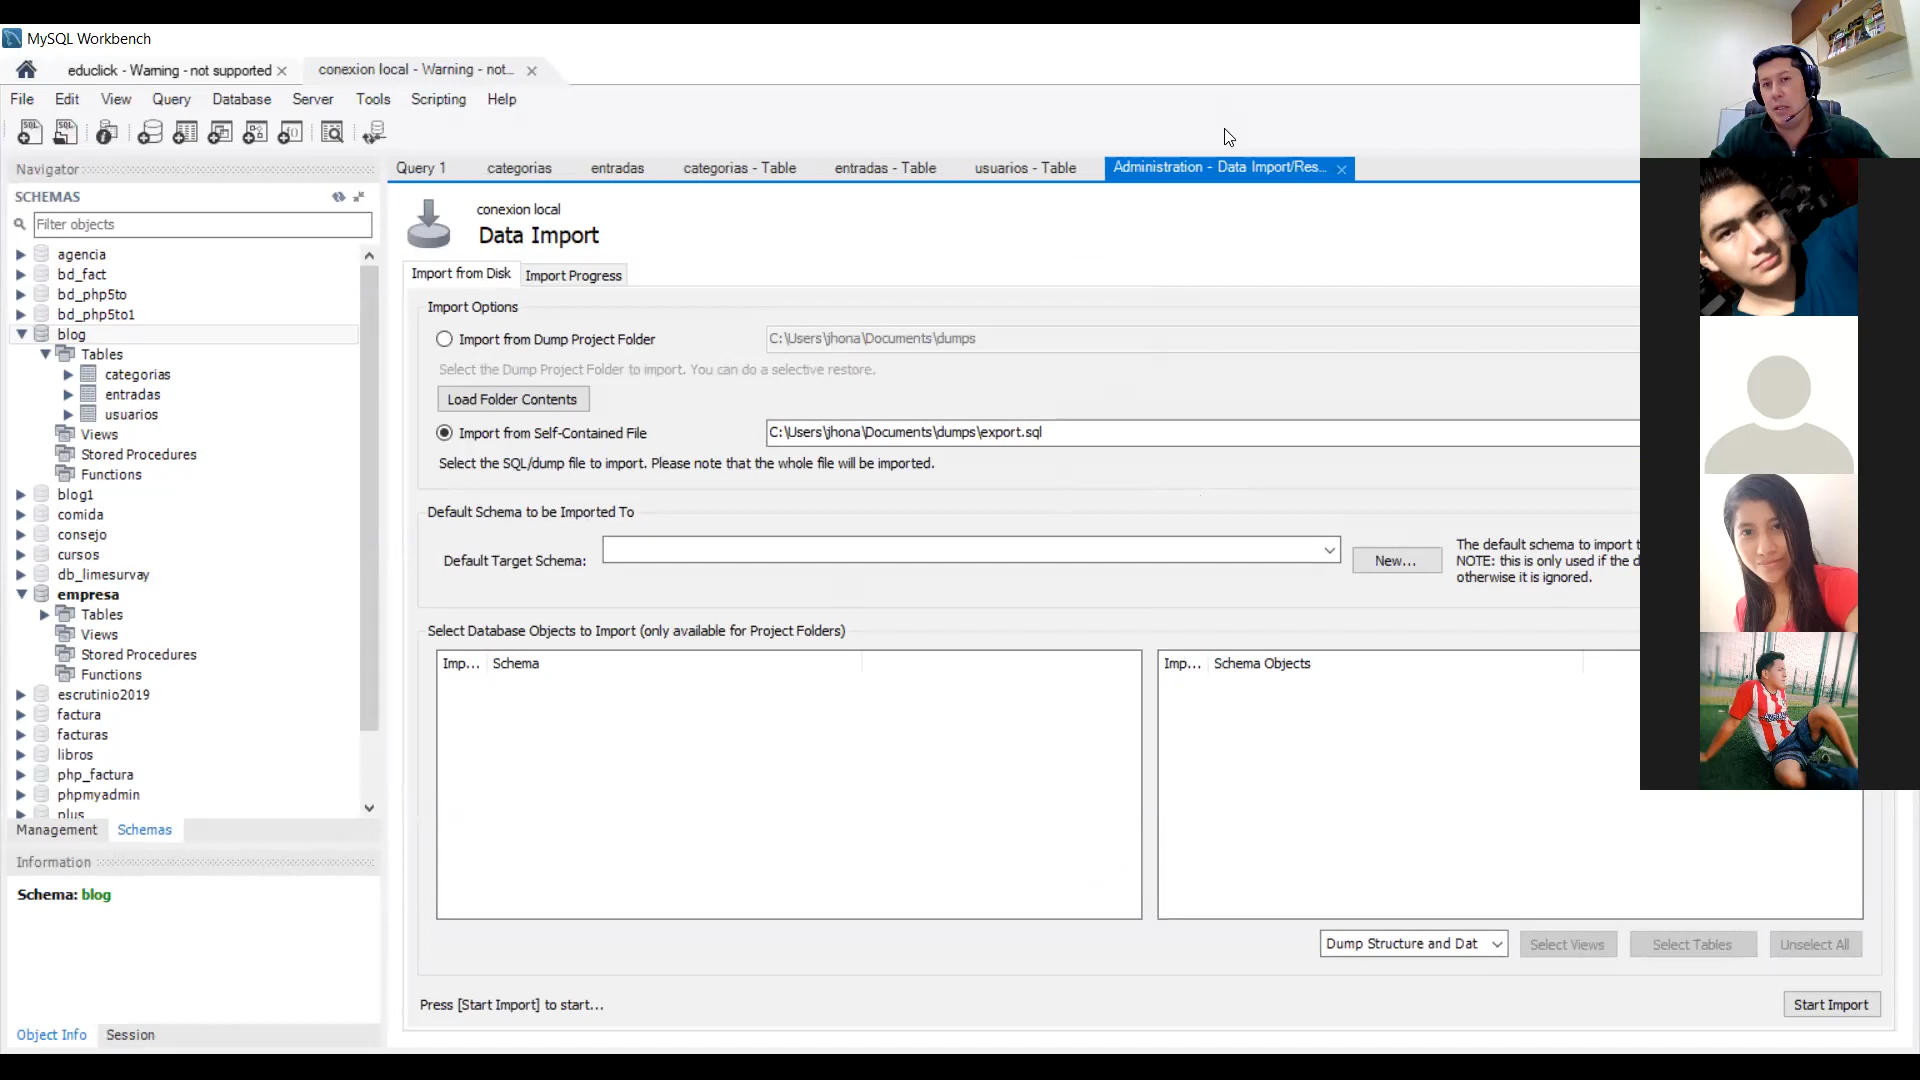 MySQL Workbench
educlick - Warning - not supported
conexion local - Warning - not...
File Edit View Query Database Server Tools Scripting Help
Navigator
SCHEMAS
Filter objects
agencia
bd_fact
bd_php5to
bd_php5to1
blog
Tables
categorias
entradas
usuarios
Views
Stored Procedures
Functions
blog1
comida
consejo
cursos
db_limesurvay
empresa
Tables
Views
Stored Procedures
Functions
escrutinio2019
factura
facturas
libros
php_factura
phpmyadmin
plus
Management Schemas
Information
Schema: blog
Object Info Session
Query 1 categorias entradas categorias - Table entradas - Table usuarios - Table Administration - Data Import/Res...
conexion local
Data Import
Import from Disk Import Progress
Import Options
Import from Dump Project Folder C:\Users\jhona\Documents\dumps
Select the Dump Project Folder to import. You can do a selective restore.
Load Folder Contents
Import from Self-Contained File C:\Users\jhona\Documents\dumps\export.sql
Select the SQL/dump file to import. Please note that the whole file will be imported.
Default Schema to be Imported To
Default Target Schema: New...
The default schema to import t
NOTE: this is only used if the d
otherwise it is ignored.
Select Database Objects to Import (only available for Project Folders)
Imp... Schema
Imp... Schema Objects
Dump Structure and Dat Select Views Select Tables Unselect All
Press [Start Import] to start...
Start Import